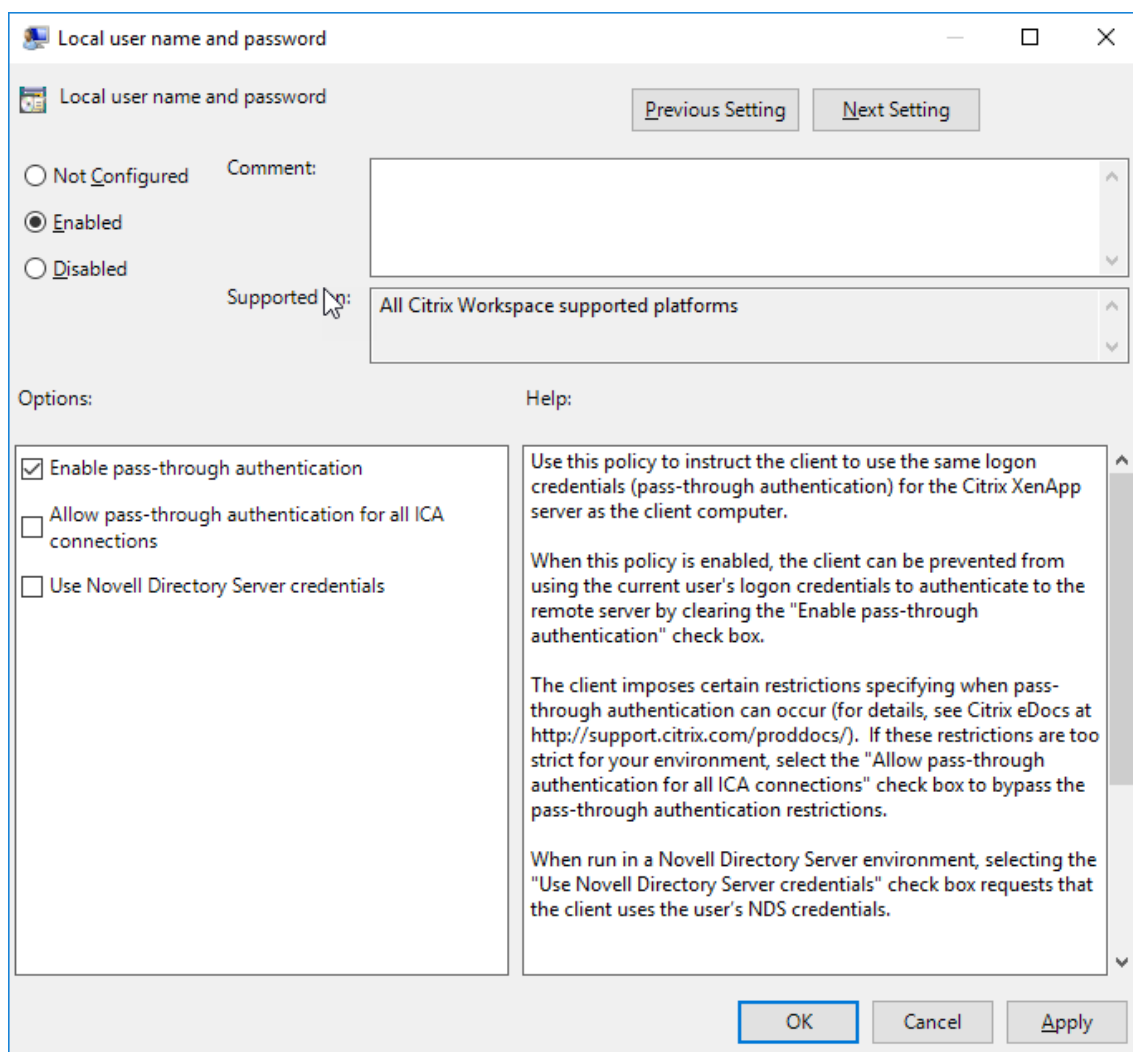 Local user name and password
Local user name and password
Previous Setting
Next Setting
Not Configured
Comment:
Enabled
Disabled
Supported
All Citrix Workspace supported platforms
Options:
Help:
Enable pass-through authentication
Allow pass-through authentication for all ICA
connections
Use Novell Directory Server credentials
Use this policy to instruct the client to use the same logon
credentials (pass-through authentication) for the Citrix XenApp
server as the client computer.
When this policy is enabled, the client can be prevented from
using the current user's logon credentials to authenticate to the
remote server by clearing the "Enable pass-through
authentication" check box.
The client imposes certain restrictions specifying when pass-
through authentication can occur (for details, see Citrix eDocs at
http://support.citrix.com/proddocs/).  If these restrictions are too
strict for your environment, select the "Allow pass-through
authentication for all ICA connections" check box to bypass the
pass-through authentication restrictions.
When run in a Novell Directory Server environment, selecting the
"Use Novell Directory Server credentials" check box requests that
the client uses the user's NDS credentials.
OK
Cancel
Apply